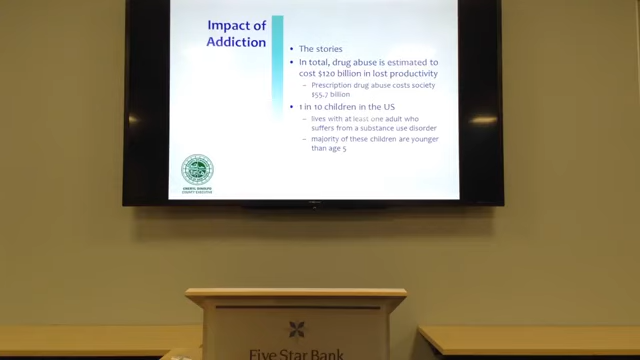 Impact of
Addiction
• The stories
• In total, drug abuse is estimated to
cost $120 billion in lost productivity
– Prescription drug abuse costs society
$55.7 billion
• 1 in 10 children in the US
– lives with at least one adult who
suffers from a substance use disorder
– majority of these children are younger
than age 5
COUNTY EXECUTIVE
Five Star Bank